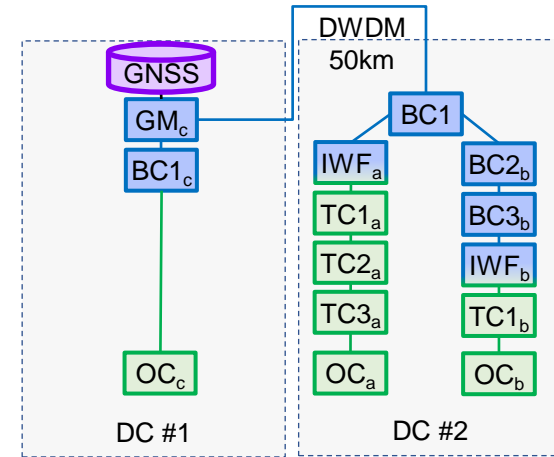 DWDM
50km
GNSS
GMc
BC1c
OCc
DC #1
BC1
IWFa
TC1a
TC2a
TC3a
OCa
BC2b
BC3b
IWFb
TC1b
OCb
DC #2